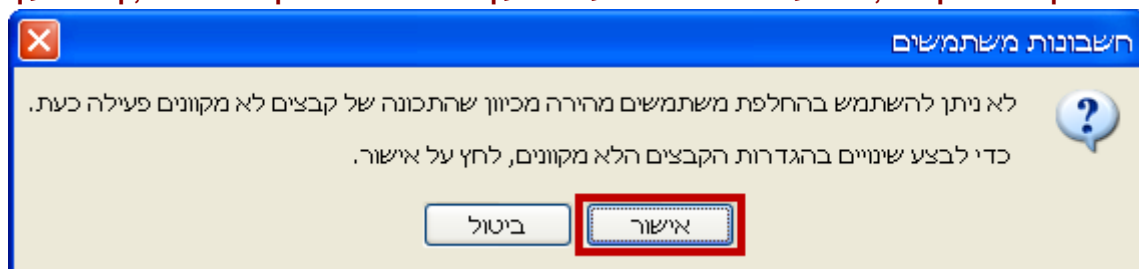 חשבונות משתמשים
לא ניתן להשתמש בהחלפת משתמשים מהירה מכיוון שהתכונה של קבצים לא מקוונים פעילה כעת.
כדי לבצע שינויים בהגדרות הקבצים הלא מקוונים, לחץ על אישור.
אישור
ביטול